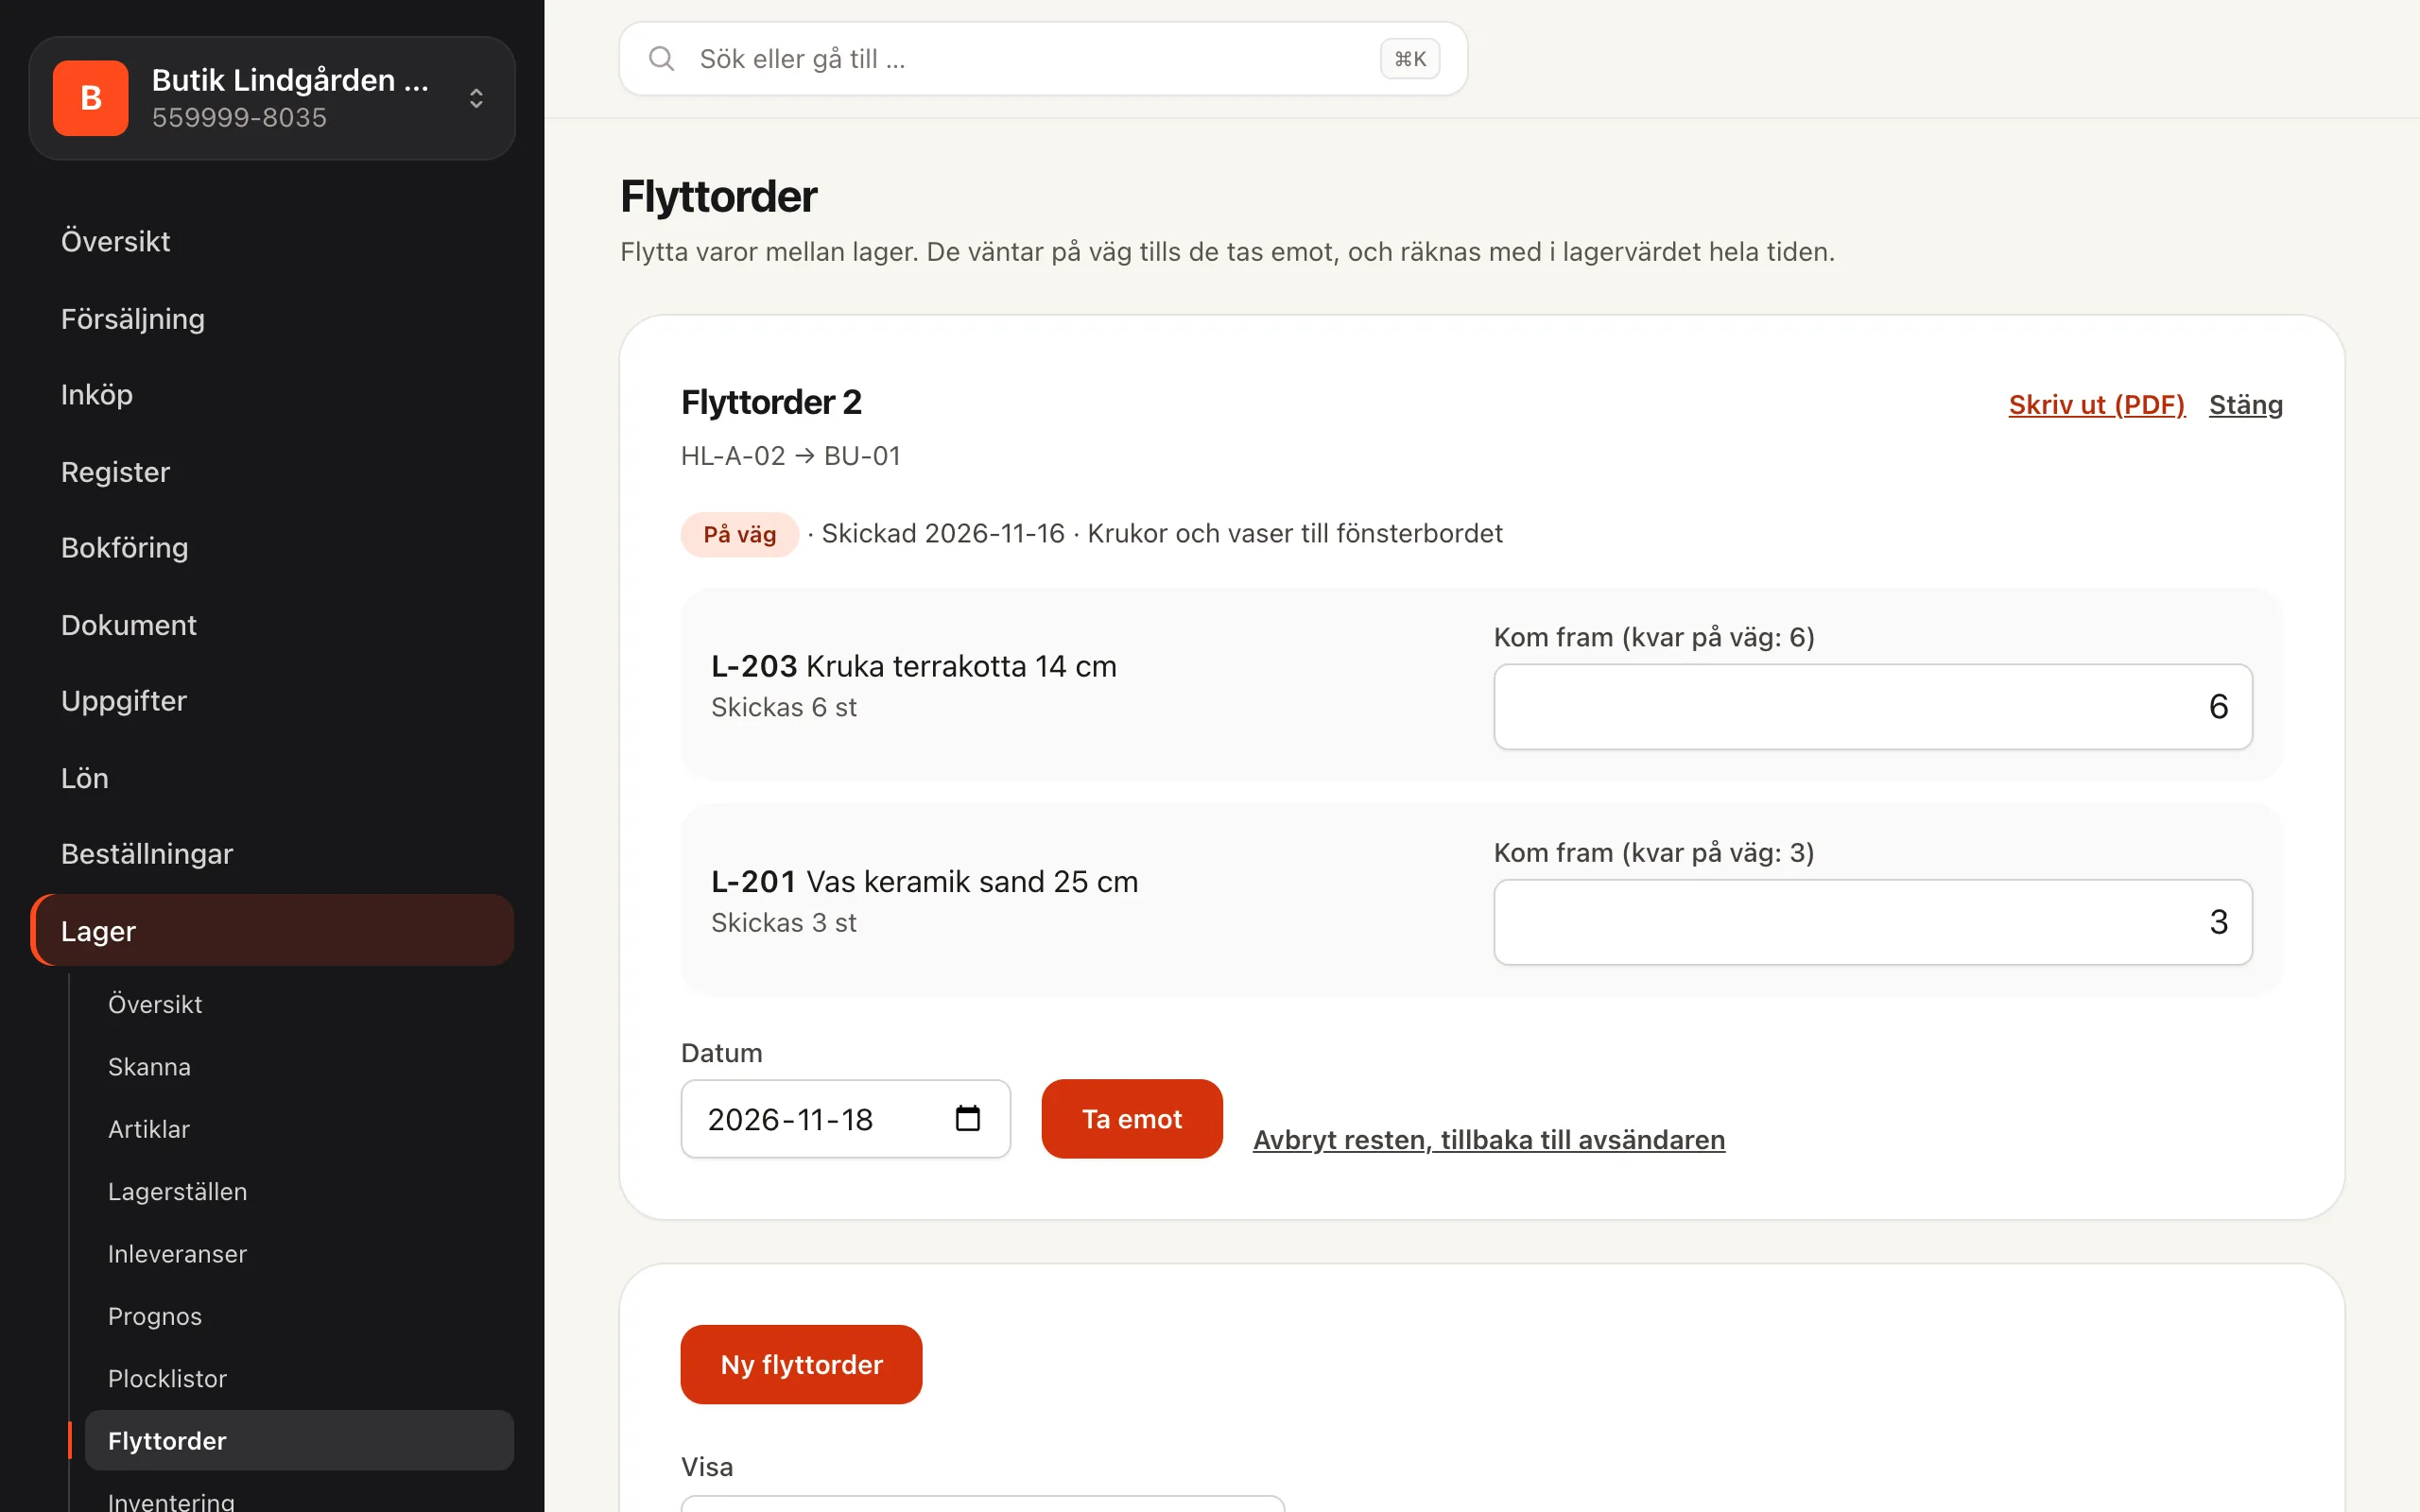 B
Butik Lindgården ...
559999-8035
Översikt
Försäljning
Inköp
Register
Bokföring
Dokument
Uppgifter
Lön
Beställningar
Lager
Översikt
Skanna
Artiklar
Lagerställen
Inleveranser
Prognos
Plocklistor
Flyttorder
Inventering
Sök eller gå till ...
⌘K
Flyttorder
Flytta varor mellan lager. De väntar på väg tills de tas emot, och räknas med i lagervärdet hela tiden.
Flyttorder 2
Skriv ut (PDF) Stäng
HL-A-02 → BU-01
På väg · Skickad 2026-11-16 · Krukor och vaser till fönsterbordet
L-203 Kruka terrakotta 14 cm
Skickas 6 st
Kom fram (kvar på väg: 6)
6
L-201 Vas keramik sand 25 cm
Skickas 3 st
Kom fram (kvar på väg: 3)
3
Datum
2026-11-18
Ta emot
Avbryt resten, tillbaka till avsändaren
Ny flyttorder
Visa